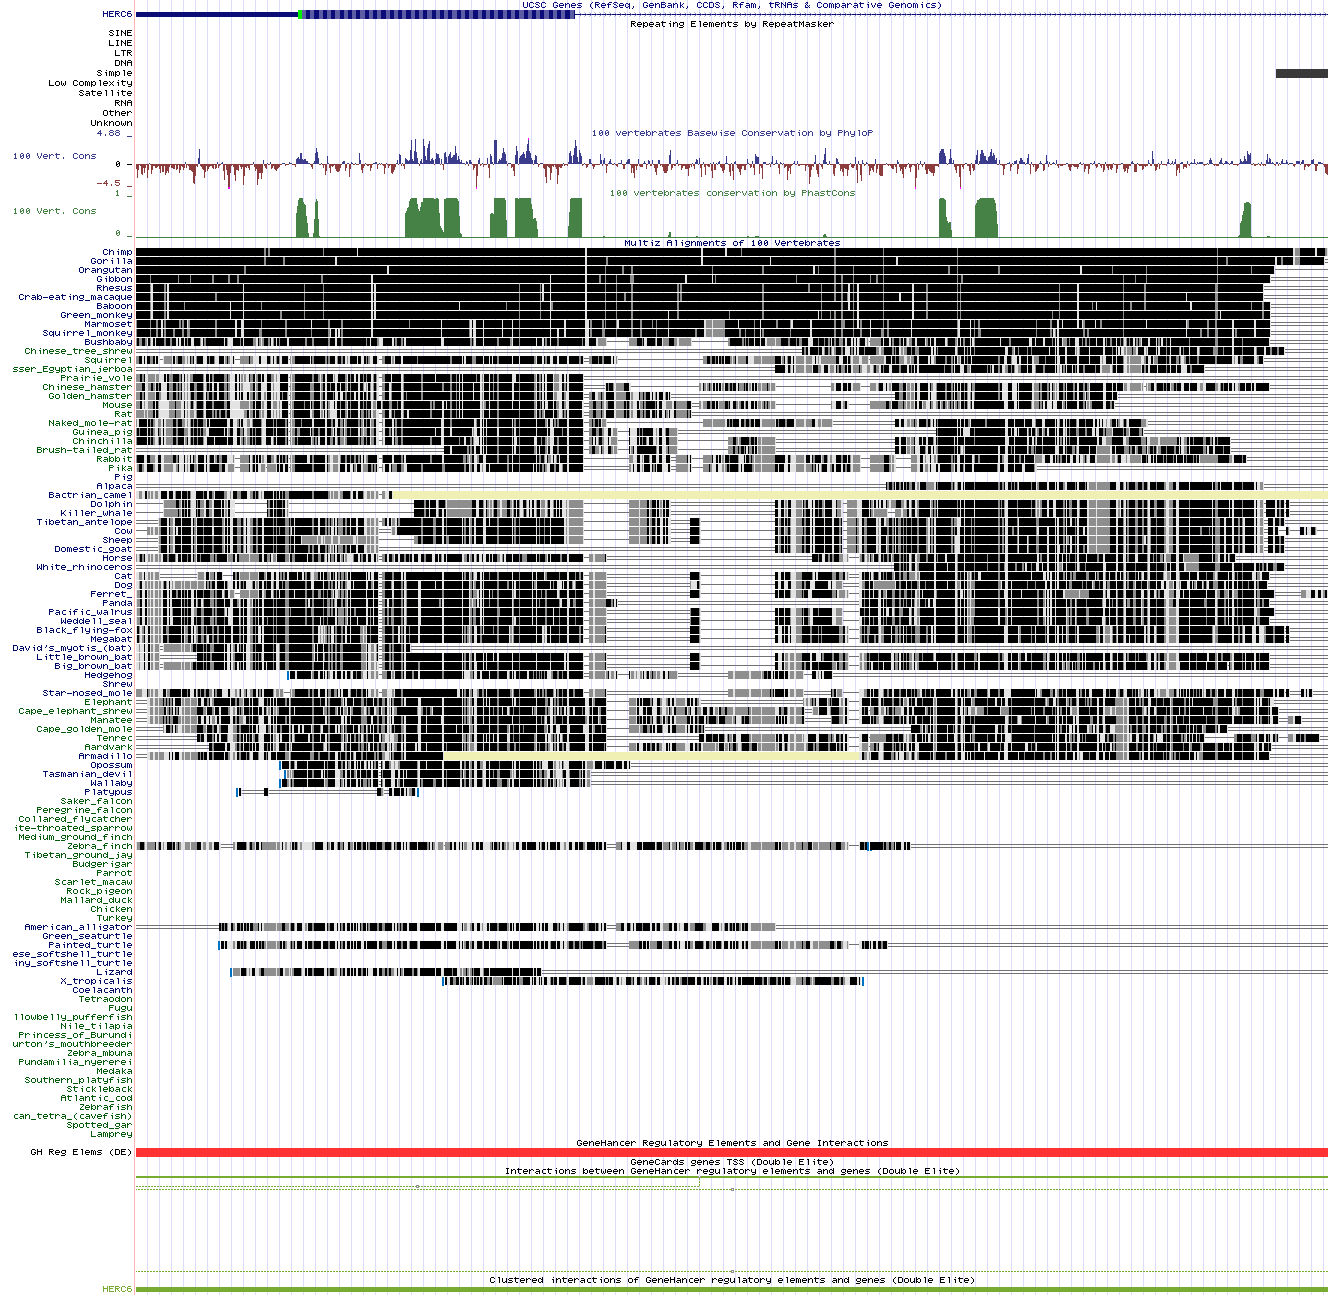 UCSC Genes (RefSeq, GenBank, CCDS, Rfam, tRNAs & Comparative Genomics)
HERC6
Repeating Elements by RepeatMasker
SINE
LINE
LTR
DNA
Simple
Low Complexity
Satellite
RNA
Other
Unknown
4.88 _
100 vertebrates Basewise Conservation by PhyloP
100 Vert. Cons
0 _
-4.5 _
1 _
100 vertebrates conservation by PhastCons
100 Vert. Cons
0 _
Multiz Alignments of 100 Vertebrates
Chimp
Gorilla
Orangutan
Gibbon
Rhesus
Crab-eating_macaque
Baboon
Green_monkey
Marmoset
Squirrel_monkey
Bushbaby
Chinese_tree_shrew
Squirrel
sser_Egyptian_jerboa
Prairie_vole
Chinese_hamster
Golden_hamster
Mouse
Rat
Naked_mole-rat
Guinea_pig
Chinchilla
Brush-tailed_rat
Rabbit
Pika
Pig
Alpaca
Bactrian_camel
Dolphin
Killer_whale
Tibetan_antelope
Cow
Sheep
Domestic_goat
Horse
White_rhinoceros
Cat
Dog
Ferret_
Panda
Pacific_walrus
Weddell_seal
Black_flying-fox
Megabat
David's_myotis_(bat)
Little_brown_bat
Big_brown_bat
Hedgehog
Shrew
Star-nosed_mole
Elephant
Cape_elephant_shrew
Manatee
Cape_golden_mole
Tenrec
Aardvark
Armadillo
Opossum
Tasmanian_devil
Wallaby
Platypus
Saker_falcon
Peregrine_falcon
Collared_flycatcher
ite-throated_sparrow
Medium_ground_finch
Zebra_finch
Tibetan_ground_jay
Budgerigar
Parrot
Scarlet_macaw
Rock_pigeon
Mallard_duck
Chicken
Turkey
American_alligator
Green_seaturtle
Painted_turtle
ese_softshell_turtle
iny_softshell_turtle
Lizard
X_tropicalis
Coelacanth
Tetraodon
Fugu
llowbelly_pufferfish
Nile_tilapia
Princess_of_Burundi
urton's_mouthbreeder
Zebra_mbuna
Pundamilia_nyererei
Medaka
Southern_platyfish
Stickleback
Atlantic_cod
Zebrafish
can_tetra_(cavefish)
Spotted_gar
Lamprey
GeneHancer Regulatory Elements and Gene Interactions
GH Reg Elems (DE)
GeneCards genes TSS (Double Elite)
Interactions between GeneHancer regulatory elements and genes (Double Elite)
Clustered interactions of GeneHancer regulatory elements and genes (Double Elite)
HERC6